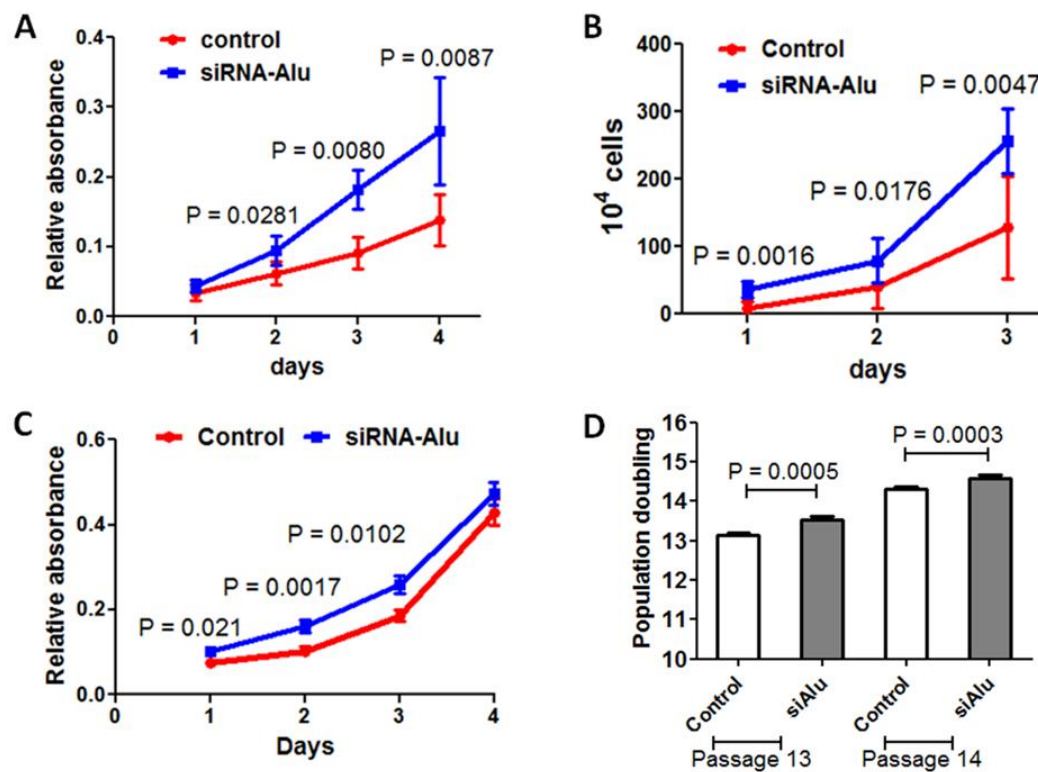 A
control
siRNA-Alu
Relative absorbance
0.4
0.3
0.2
0.1
0.0
P = 0.0281
P = 0.0080
P = 0.0087
0 1 2 3 4
days
B
Control
siRNA-Alu
10⁴ cells
400
300
200
100
0
P = 0.0016
P = 0.0176
P = 0.0047
1 2 3
days
C
Control siRNA-Alu
Relative absorbance
0.6
0.4
0.2
0.0
P = 0.021
P = 0.0017
P = 0.0102
0 1 2 3 4
Days
D
Population doubling
16
15
14
13
12
11
10
P = 0.0005
P = 0.0003
Control siAlu Control siAlu
Passage 13 Passage 14